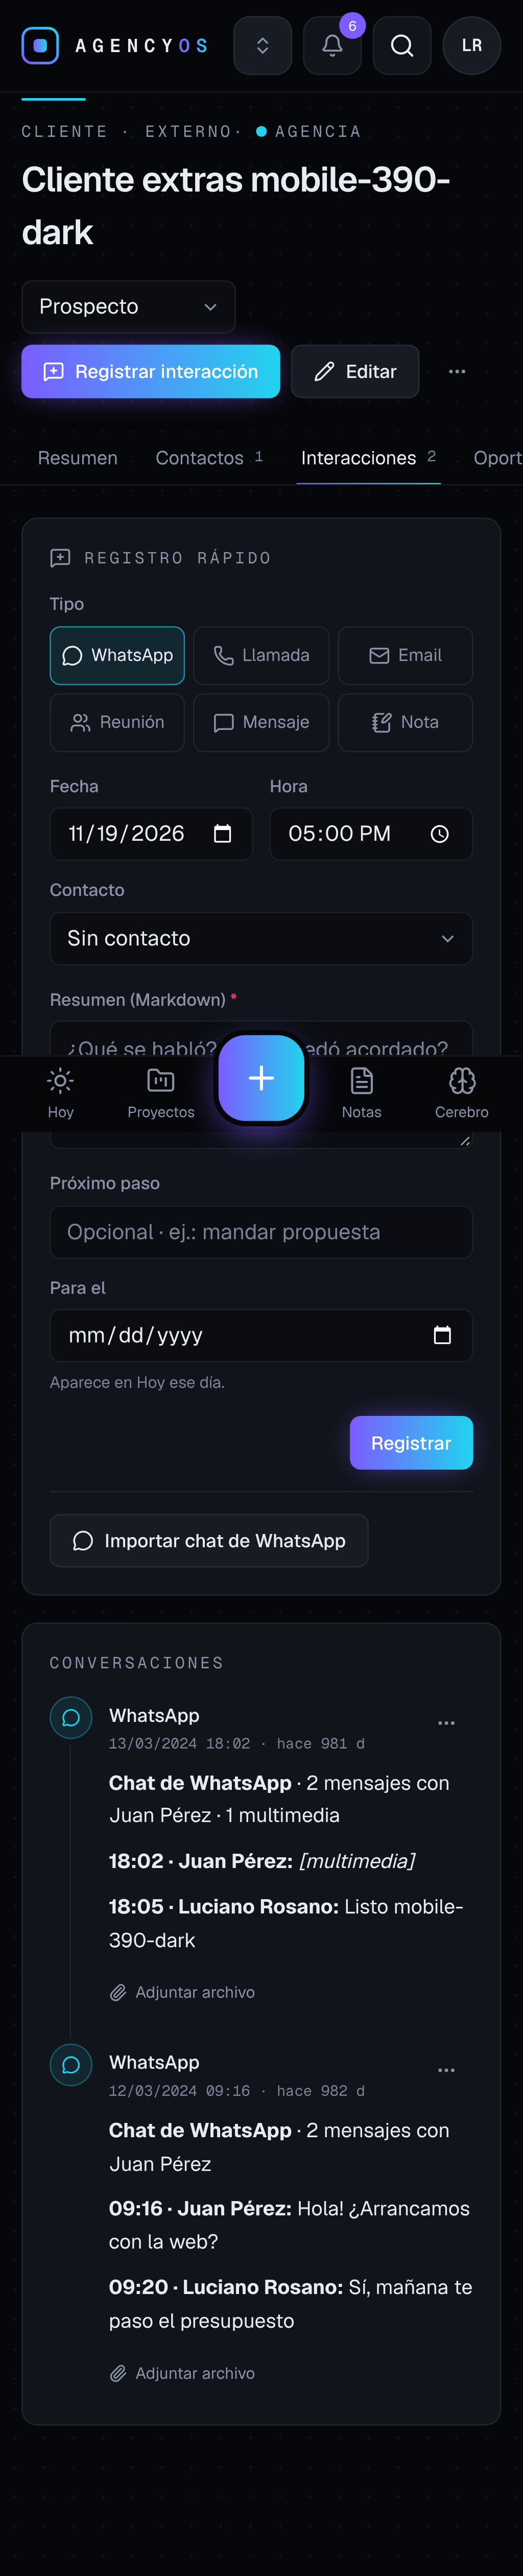 AGENCYOS
6
LR
CLIENTE · EXTERNO· AGENCIA
Cliente extras mobile-390-
dark
Prospecto
Registrar interacción
Editar
Resumen
Contactos 1
Interacciones 2
Oport
REGISTRO RÁPIDO
Tipo
WhatsApp
Llamada
Email
Reunión
Mensaje
Nota
Fecha
Hora
11/19/2026
05:00 PM
Contacto
Sin contacto
Resumen (Markdown) *
¿Qué se habló? edó acordado?
Hoy
Proyectos
Notas
Cerebro
Próximo paso
Opcional · ej.: mandar propuesta
Para el
mm/dd/yyyy
Aparece en Hoy ese día.
Registrar
Importar chat de WhatsApp
CONVERSACIONES
WhatsApp
13/03/2024 18:02 · hace 981 d
Chat de WhatsApp · 2 mensajes con
Juan Pérez · 1 multimedia
18:02 · Juan Pérez: [multimedia]
18:05 · Luciano Rosano: Listo mobile-
390-dark
Adjuntar archivo
WhatsApp
12/03/2024 09:16 · hace 982 d
Chat de WhatsApp · 2 mensajes con
Juan Pérez
09:16 · Juan Pérez: Hola! ¿Arrancamos
con la web?
09:20 · Luciano Rosano: Sí, mañana te
paso el presupuesto
Adjuntar archivo